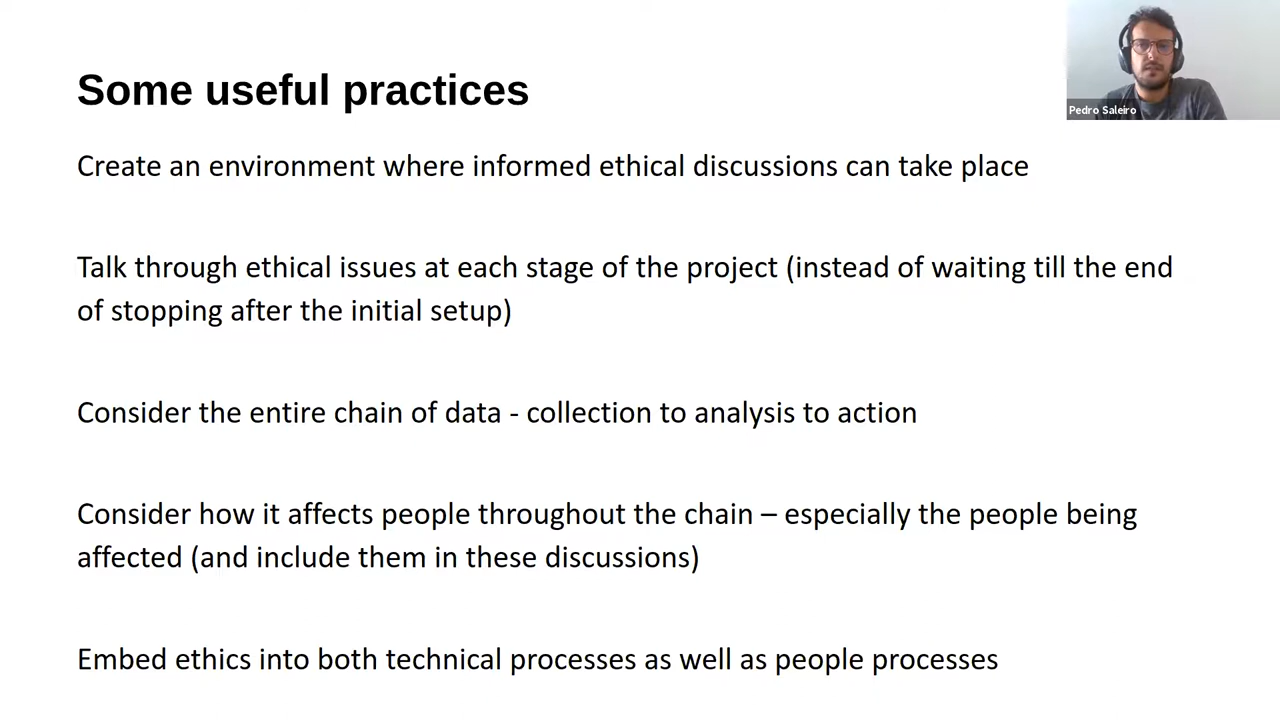 Some useful practices
Pedro Saleiro
Create an environment where informed ethical discussions can take place
Talk through ethical issues at each stage of the project (instead of waiting till the end
of stopping after the initial setup)
Consider the entire chain of data - collection to analysis to action
Consider how it affects people throughout the chain – especially the people being
affected (and include them in these discussions)
Embed ethics into both technical processes as well as people processes